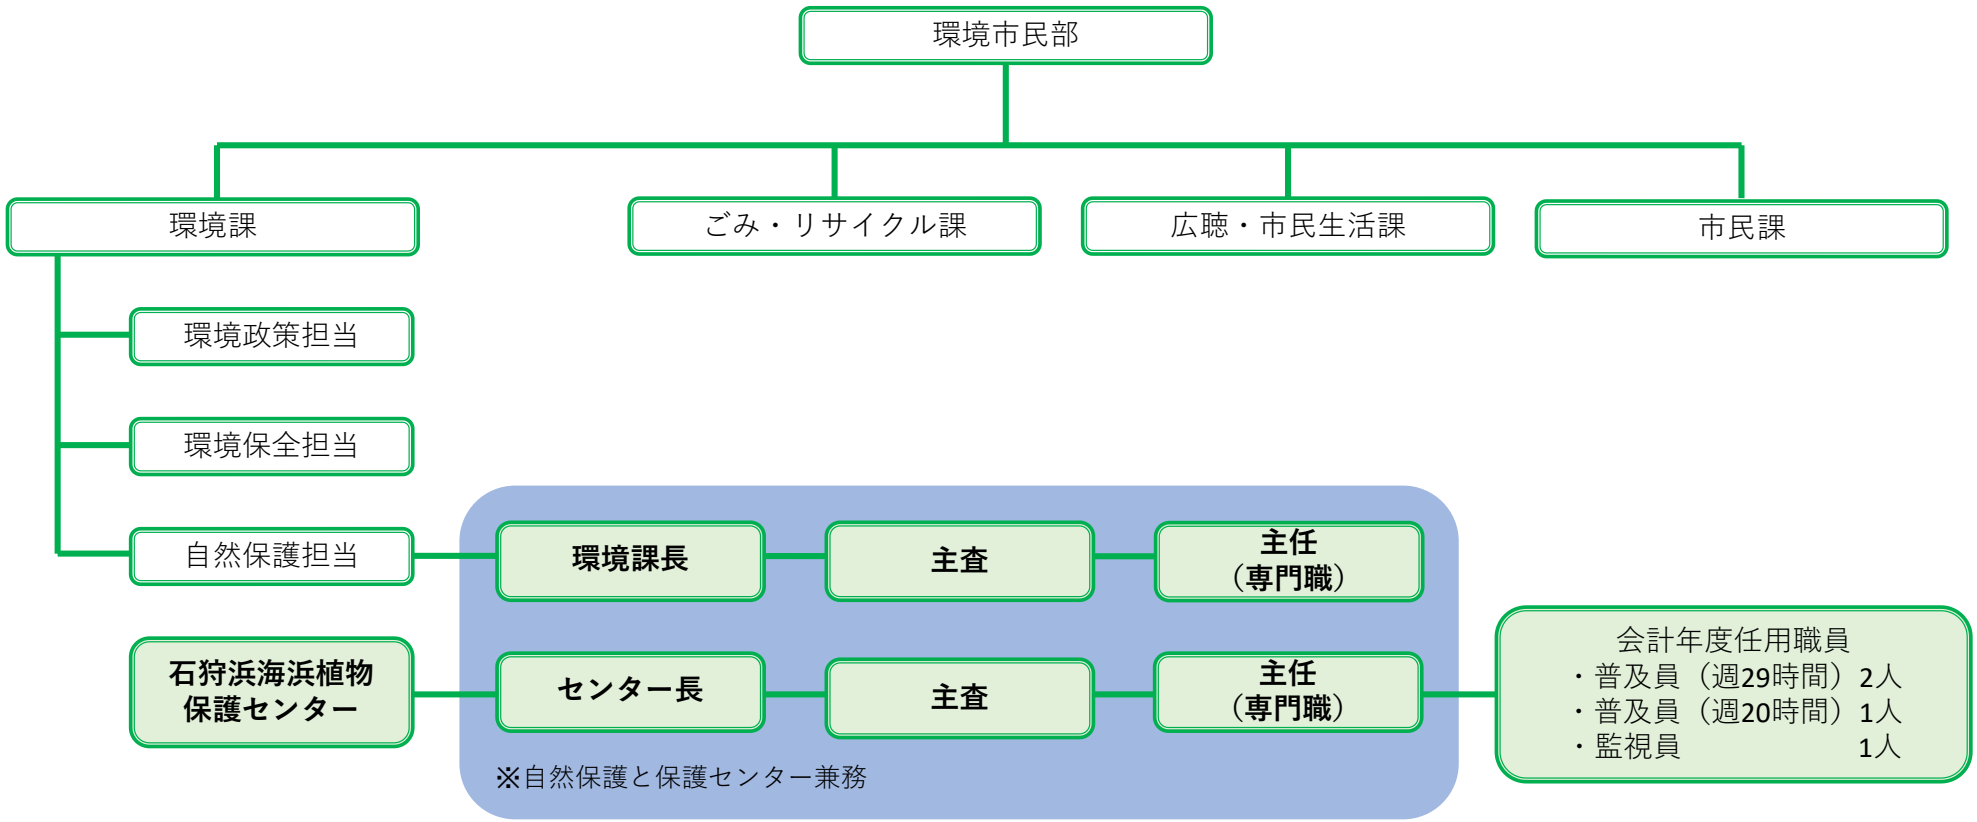 環境市民部
環境課
ごみ・リサイクル課
広聴・市民生活課
市民課
環境政策担当
環境保全担当
自然保護担当
環境課長
主査
主任
（専門職）
石狩浜海浜植物
保護センター
センター長
主査
主任
（専門職）
会計年度任用職員
・普及員（週29時間）2人
・普及員（週20時間）1人
・監視員 1人
※自然保護と保護センター兼務